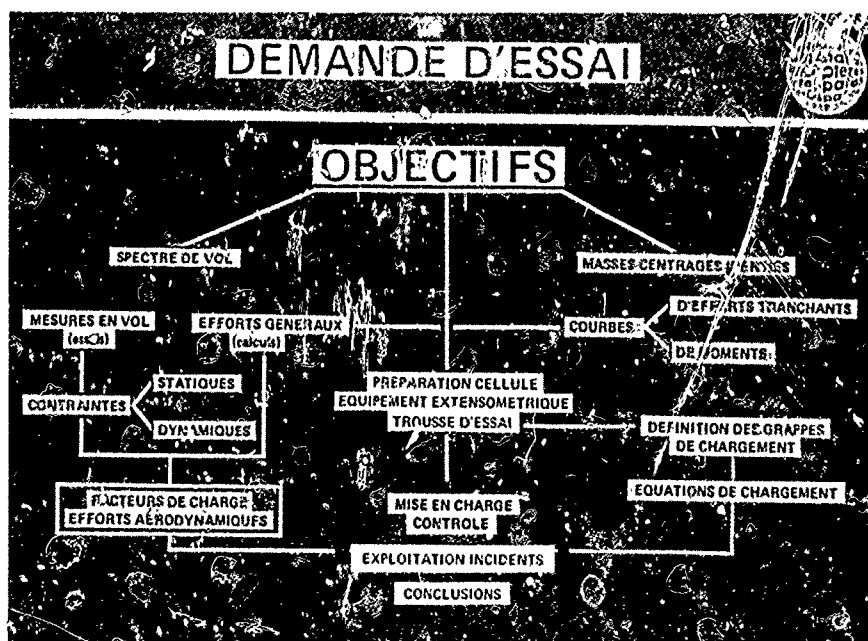 DEMANDE D'ESSAI
OBJECTIFS
SPECTRE DE VOL
MASSES-CENTRAGES
MESURES EN VOL
EFFORTS GENERAUX
(calculs)
COURBES:
D'EFFORTS TRANCHANTS
DE MOMENTS:
CONTRAINTES
STATIQUES
DYNAMIQUES
PREPARATION CELLULE
EQUIPEMENT EXTENSOMETRIQUE
TROUSSE D'ESSAI
DEFINITION DES GRAPPES
DE CHARGEMENT
FACTEURS DE CHARGE
EFFORTS AERODYNAMIQUES
MISE EN CHARGE
CONTROLE
EQUATIONS DE CHARGEMENT
EXPLOITATION INCIDENTS
CONCLUSIONS